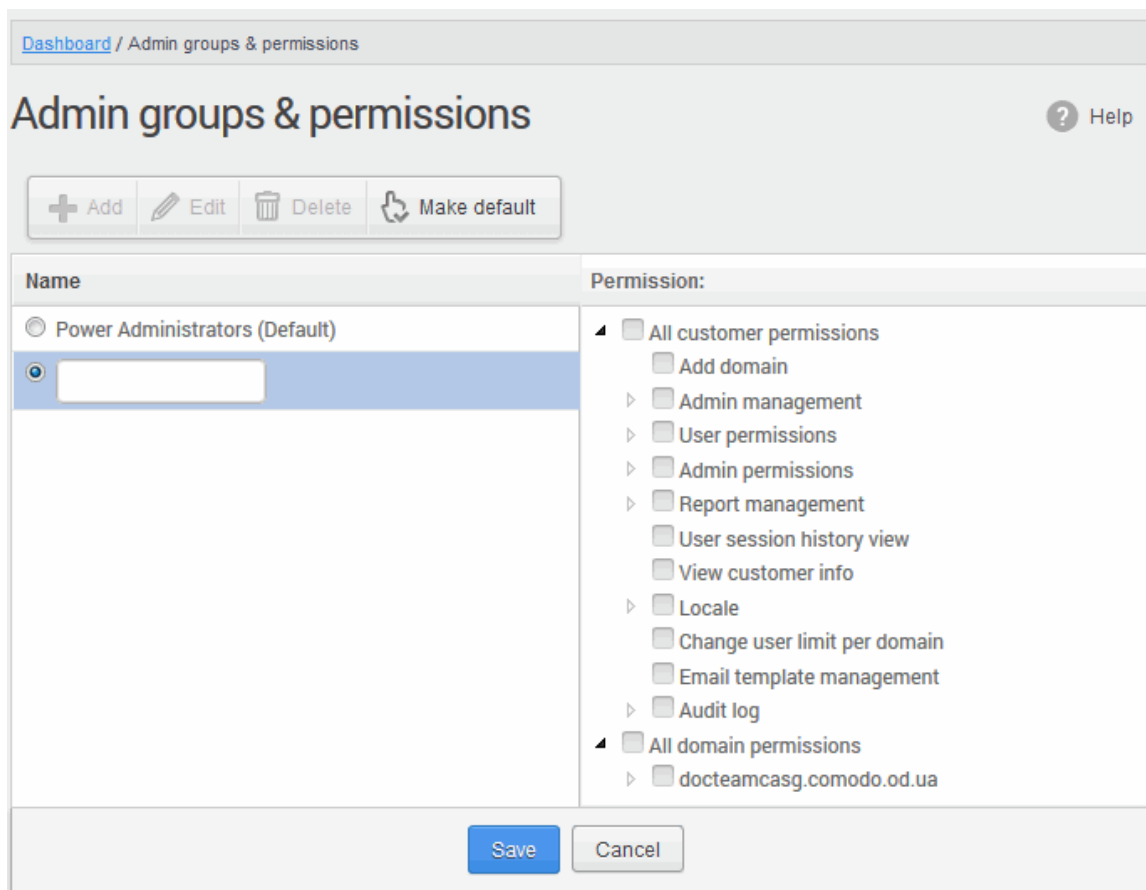 Dashboard / Admin groups & permissions
Admin groups & permissions
? Help
Add Edit Delete Make default
Name Permission:
Power Administrators (Default)
All customer permissions
Add domain
Admin management
User permissions
Admin permissions
Report management
User session history view
View customer info
Locale
Change user limit per domain
Email template management
Audit log
All domain permissions
docteamcasg.comodo.od.ua
Save Cancel